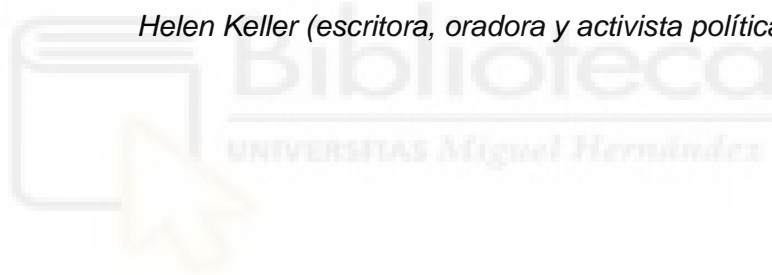 Helen Keller (escritora, oradora y activista política
Biblioteca
UNIVERSITAS Miguel Hernández